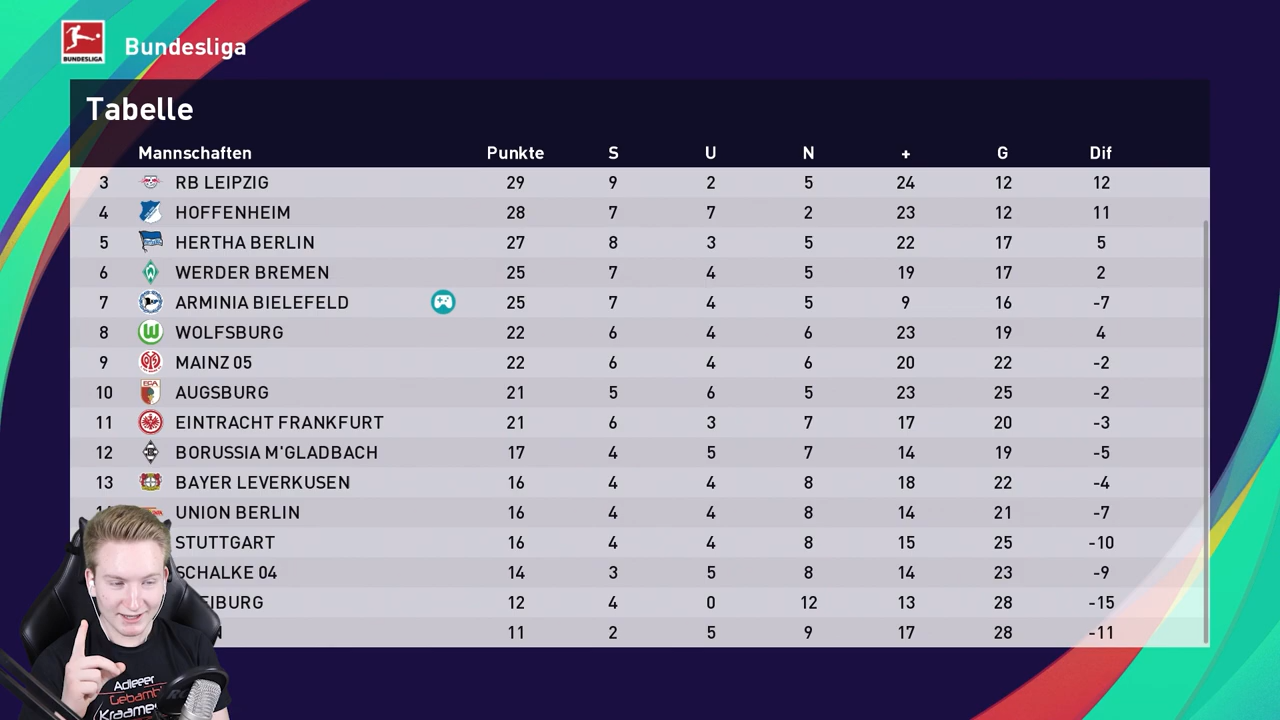 BUNDESLIGA
Bundesliga
Tabelle
Mannschaften Punkte S U N + G Dif
3 RB LEIPZIG 29 9 2 5 24 12 12
4 HOFFENHEIM 28 7 7 2 23 12 11
5 HERTHA BERLIN 27 8 3 5 22 17 5
6 WERDER BREMEN 25 7 4 5 19 17 2
7 ARMINIA BIELEFELD 25 7 4 5 9 16 -7
8 WOLFSBURG 22 6 4 6 23 19 4
9 MAINZ 05 22 6 4 6 20 22 -2
10 AUGSBURG 21 5 6 5 23 25 -2
11 EINTRACHT FRANKFURT 21 6 3 7 17 20 -3
12 BORUSSIA M'GLADBACH 17 4 5 7 14 19 -5
13 BAYER LEVERKUSEN 16 4 4 8 18 22 -4
UNION BERLIN 16 4 4 8 14 21 -7
STUTTGART 16 4 4 8 15 25 -10
SCHALKE 04 14 3 5 8 14 23 -9
IBURG 12 4 0 12 13 28 -15
N 11 2 5 9 17 28 -11
Adleeer
Gebamb
Kraame